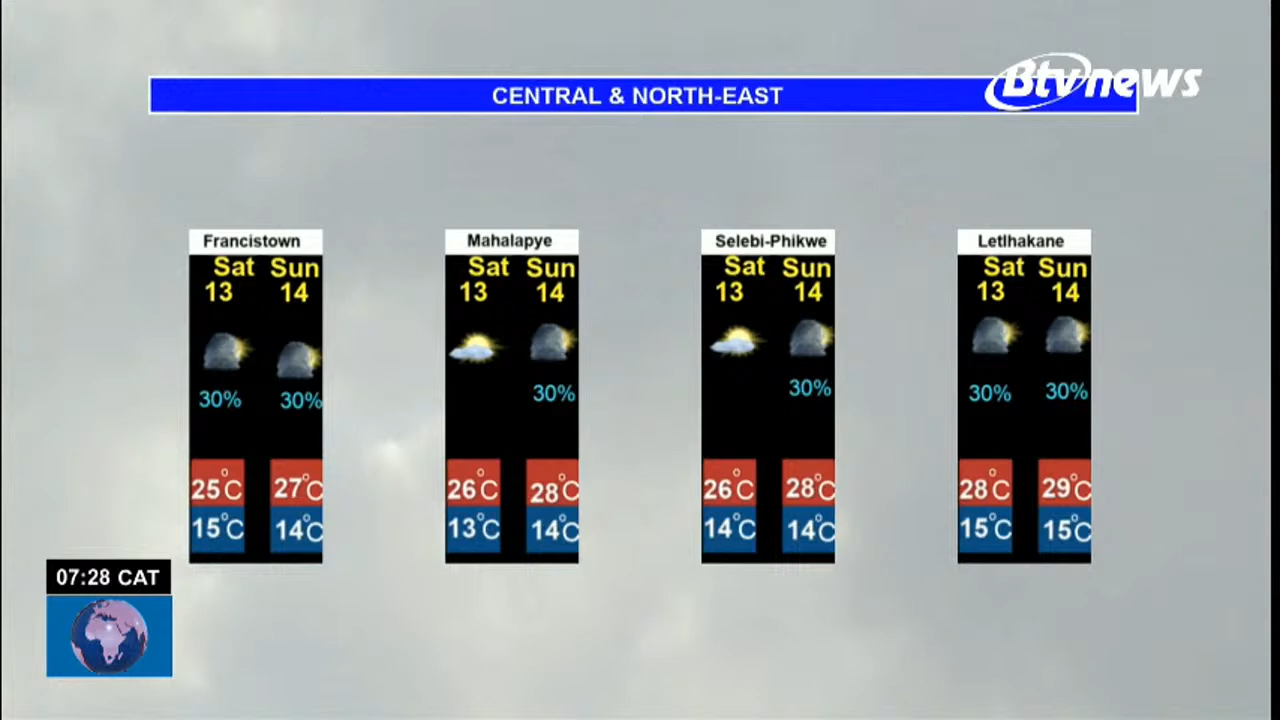 Btv news
CENTRAL & NORTH-EAST
Francistown
Sat Sun
13 14
30% 30%
25°C 27°C
15°C 14°C
Mahalapye
Sat Sun
13 14
30%
26°C 28°C
13°C 14°C
Selebi-Phikwe
Sat Sun
13 14
30%
26°C 28°C
14°C 14°C
Letlhakane
Sat Sun
13 14
30% 30%
28°C 29°C
15°C 15°C
07:28 CAT